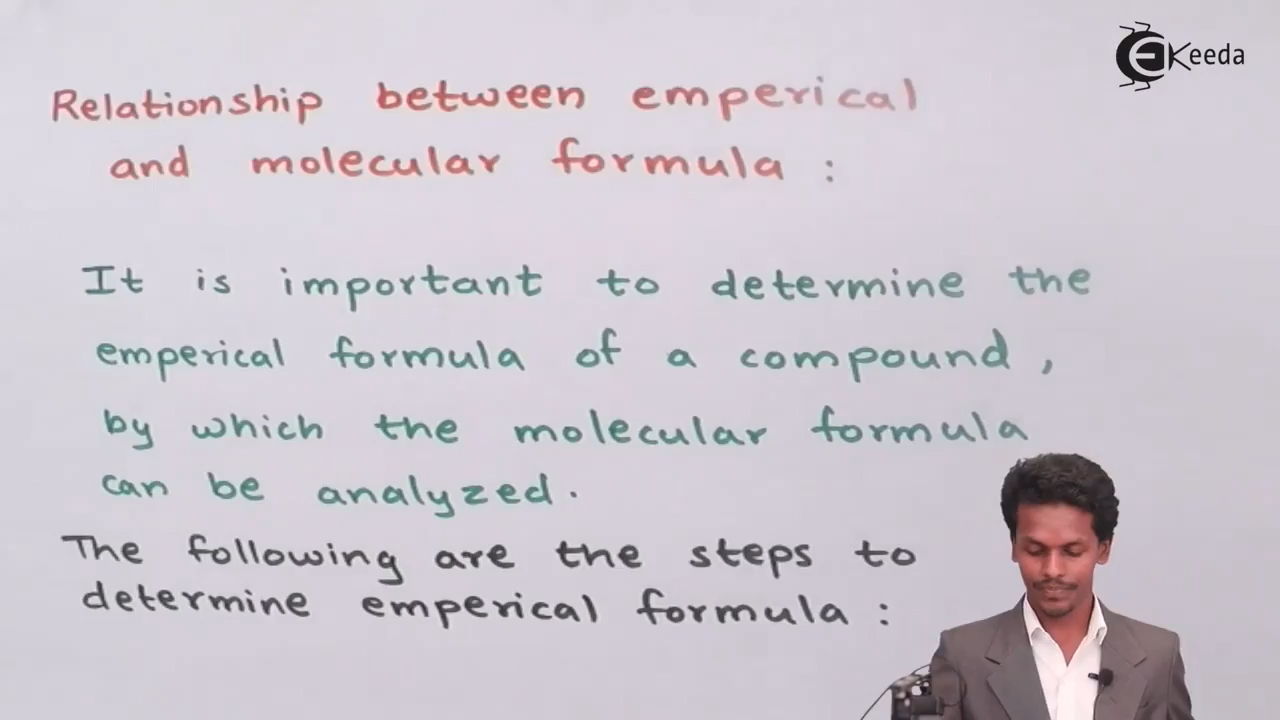 Ekeeda
Relationship between emperical
and molecular formula :
It is important to determine the
emperical formula of a compound,
by which the molecular formula
can be analyzed.
The following are the steps to
determine emperical formula :